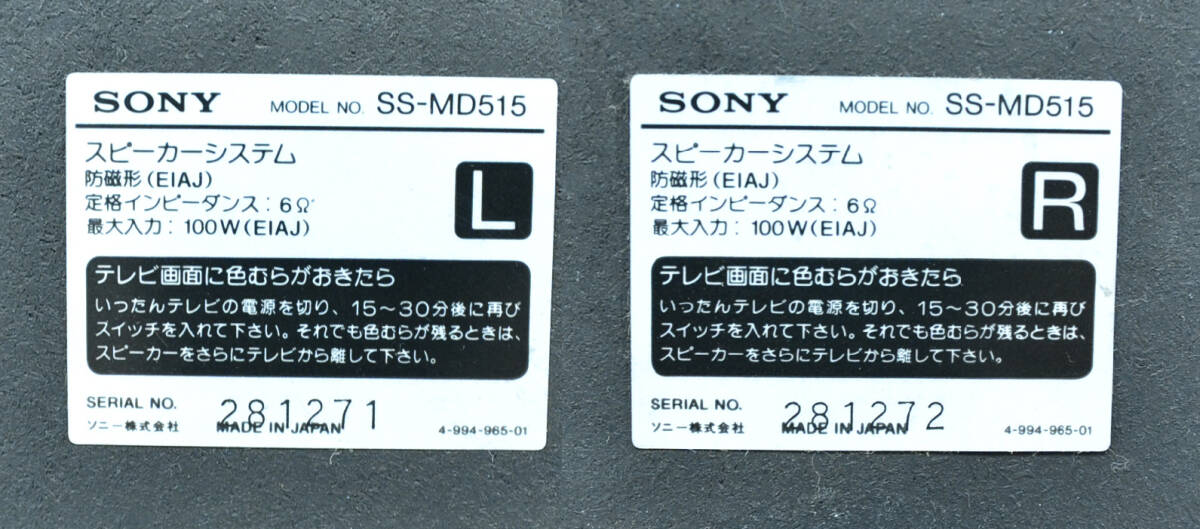 SONY MODEL NO. SS-MD515
スピーカーシステム
防磁形(EIAJ)
定格インピーダンス：6Ω
最大入力：100W(EIAJ)
L
テレビ画面に色むらがおきたら
いったんテレビの電源を切り、15〜30分後に再び
スイッチを入れて下さい。それでも色むらが残るときは、
スピーカーをさらにテレビから離して下さい。
SERIAL NO. 281271
ソニー株式会社 MADE IN JAPAN 4-994-965-01
SONY MODEL NO. SS-MD515
スピーカーシステム
防磁形(EIAJ)
定格インピーダンス：6Ω
最大入力：100W(EIAJ)
R
テレビ画面に色むらがおきたら
いったんテレビの電源を切り、15〜30分後に再び
スイッチを入れて下さい。それでも色むらが残るときは、
スピーカーをさらにテレビから離して下さい。
SERIAL NO. 281272
ソニー株式会社 MADE IN JAPAN 4-994-965-01